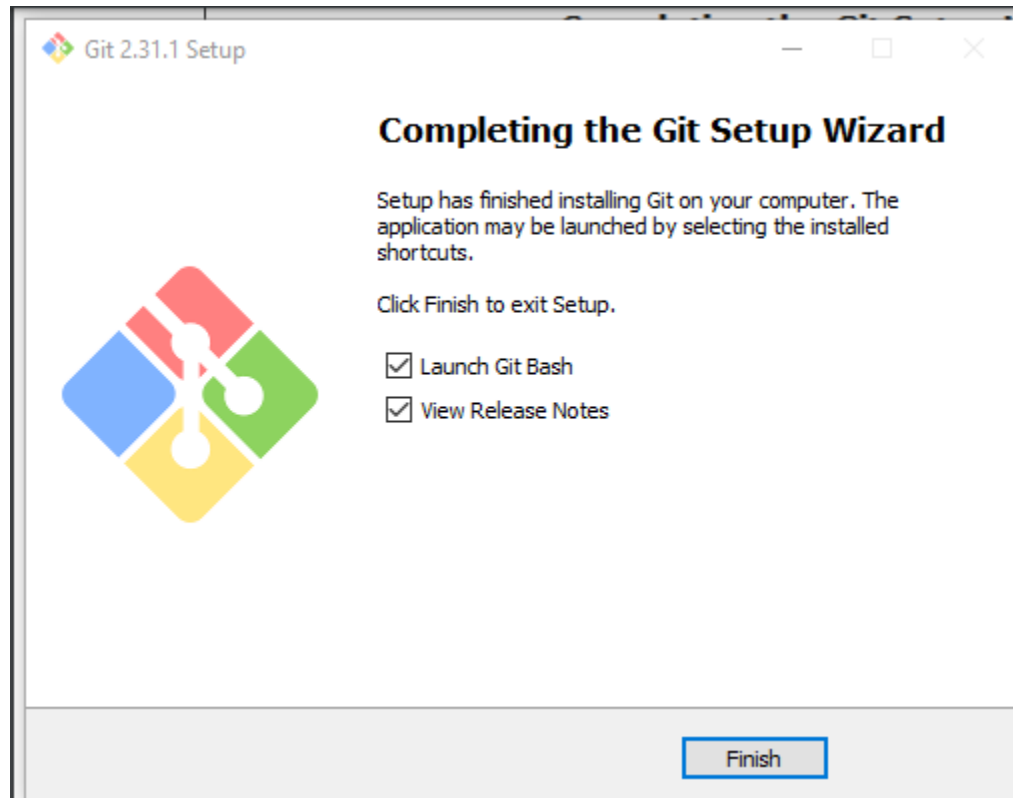 Git 2.31.1 Setup
Completing the Git Setup Wizard
Setup has finished installing Git on your computer. The
application may be launched by selecting the installed
shortcuts.
Click Finish to exit Setup.
Launch Git Bash
View Release Notes
Finish